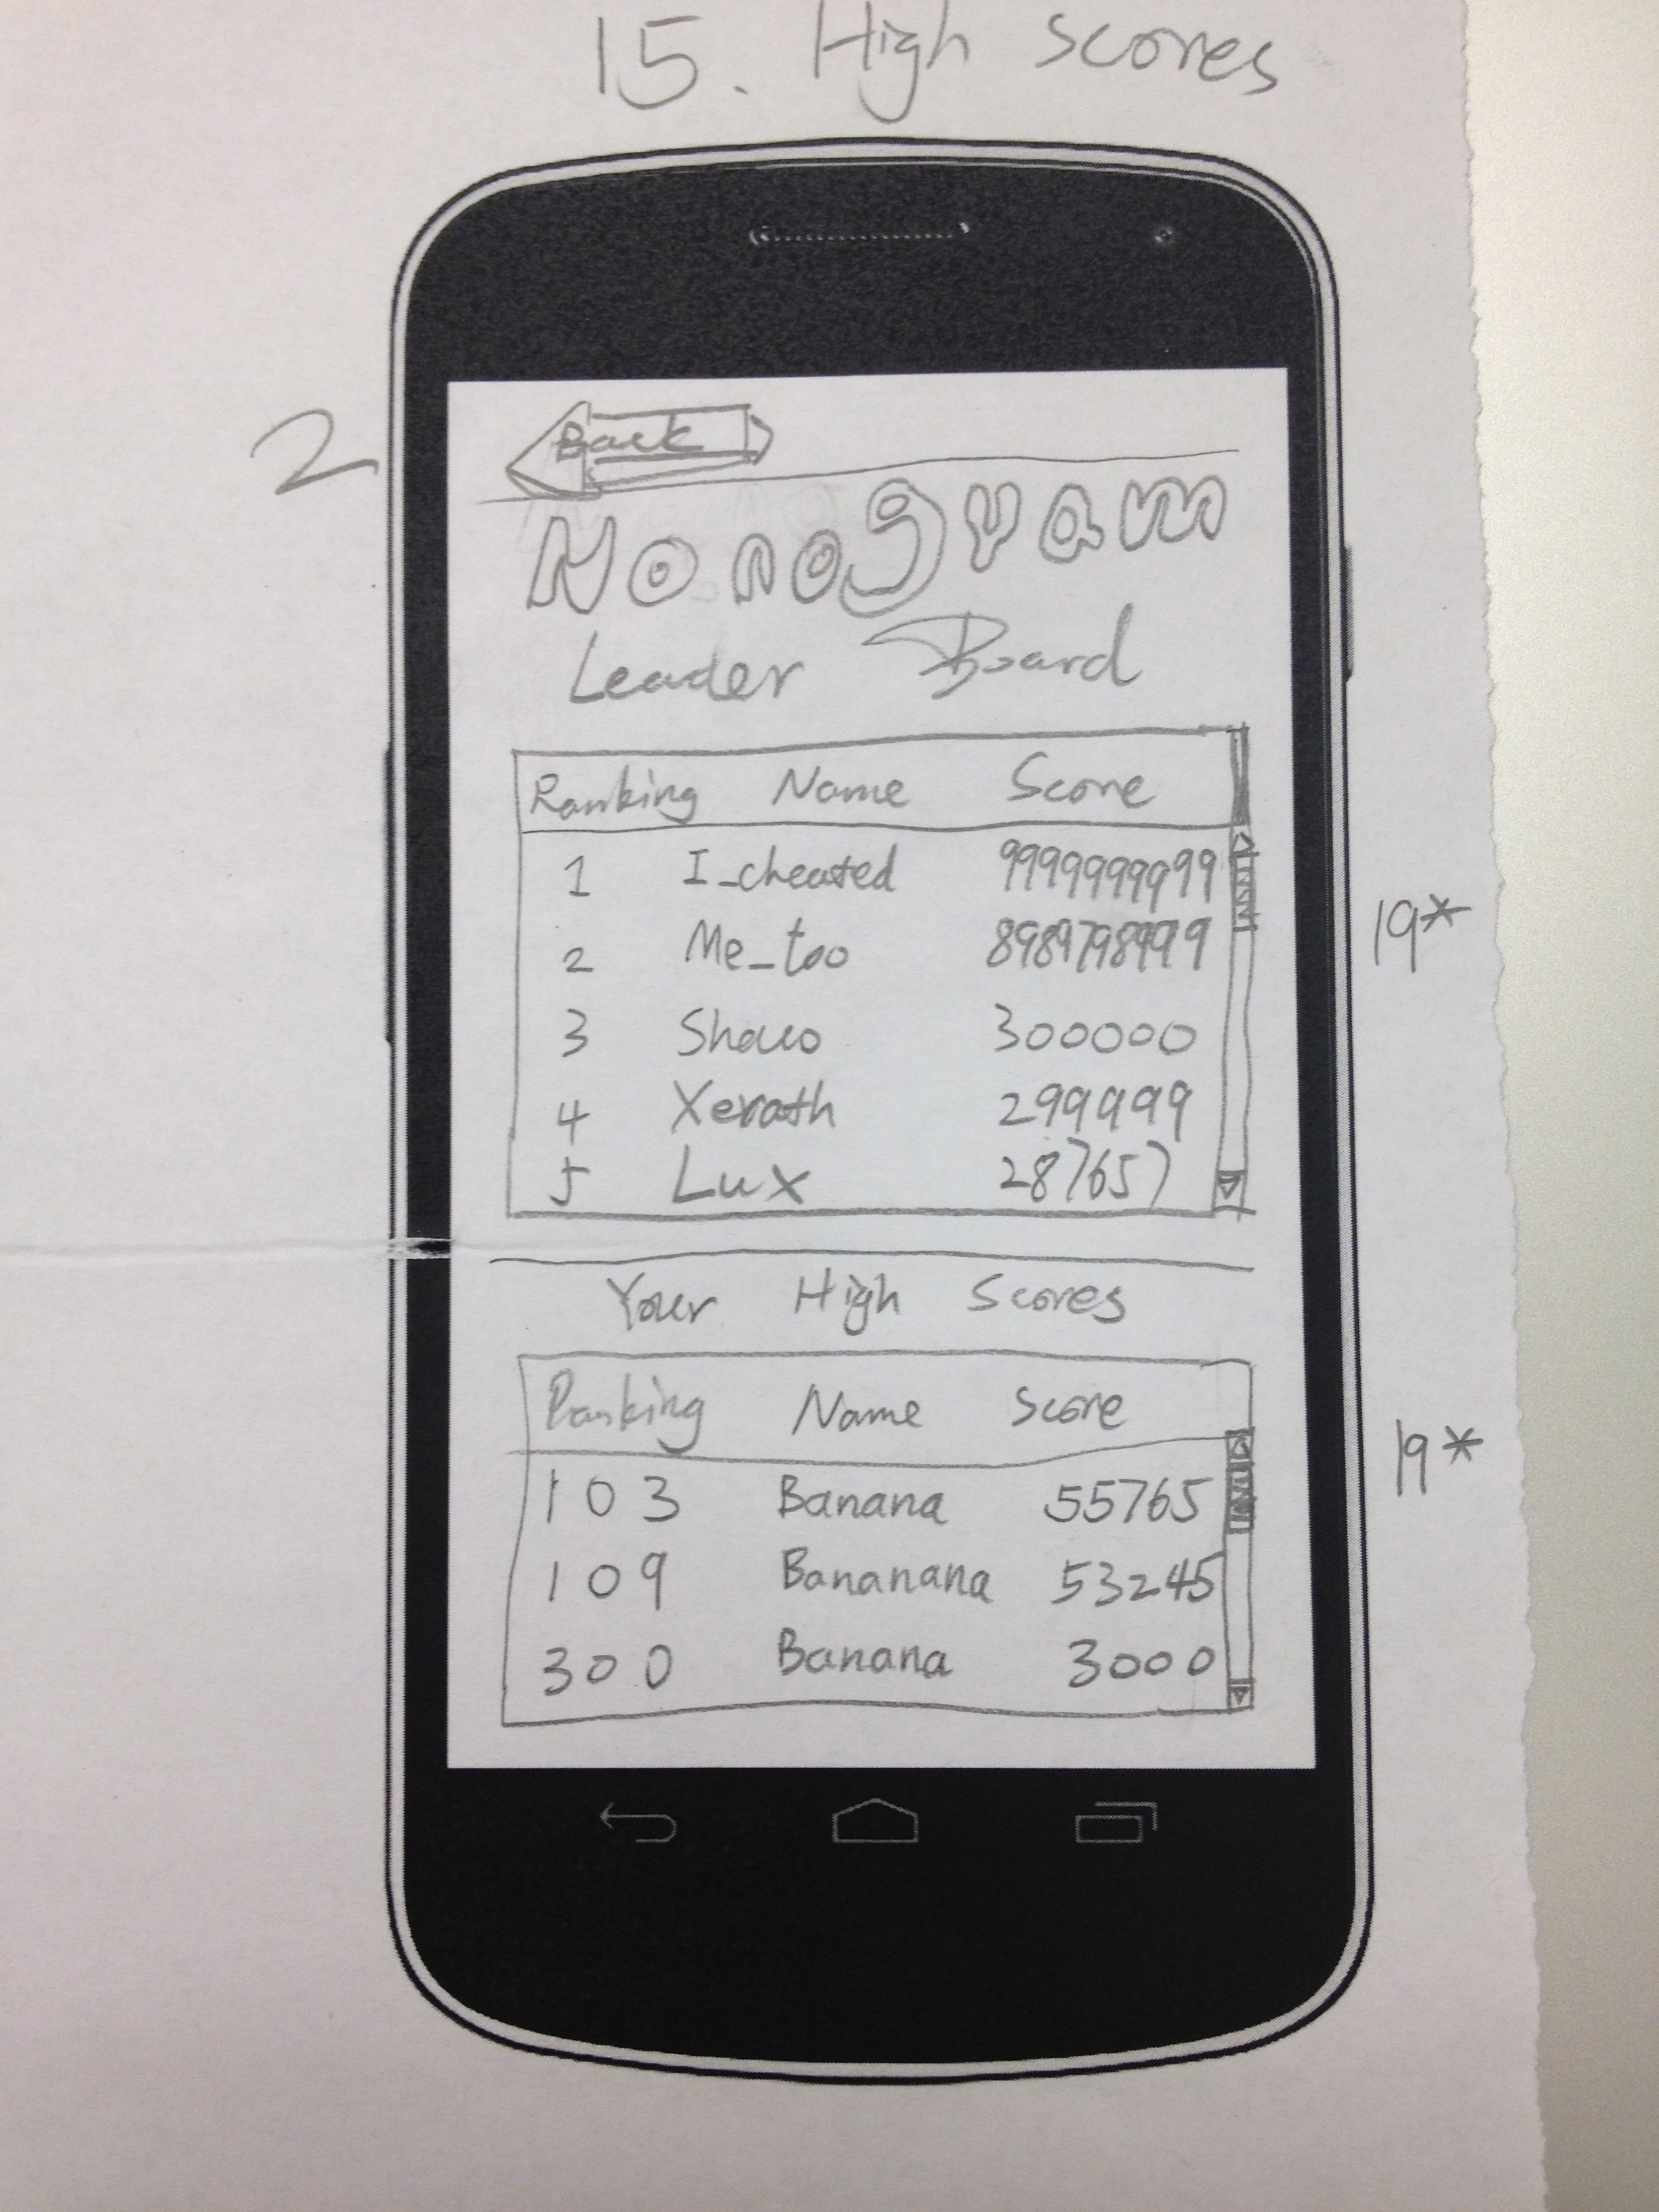 15. High Scores
2
Back
Nonogram
Leader Board
Ranking Name Score
1 I_cheated 9999999999
2 Me_too
19*
3 Shaco 300000
4 Xerath 299999
5 Lux 287657
Your High Scores
Ranking Name Score
19*
103 Banana 55765
109 Bananana 53245
300 Banana 3000